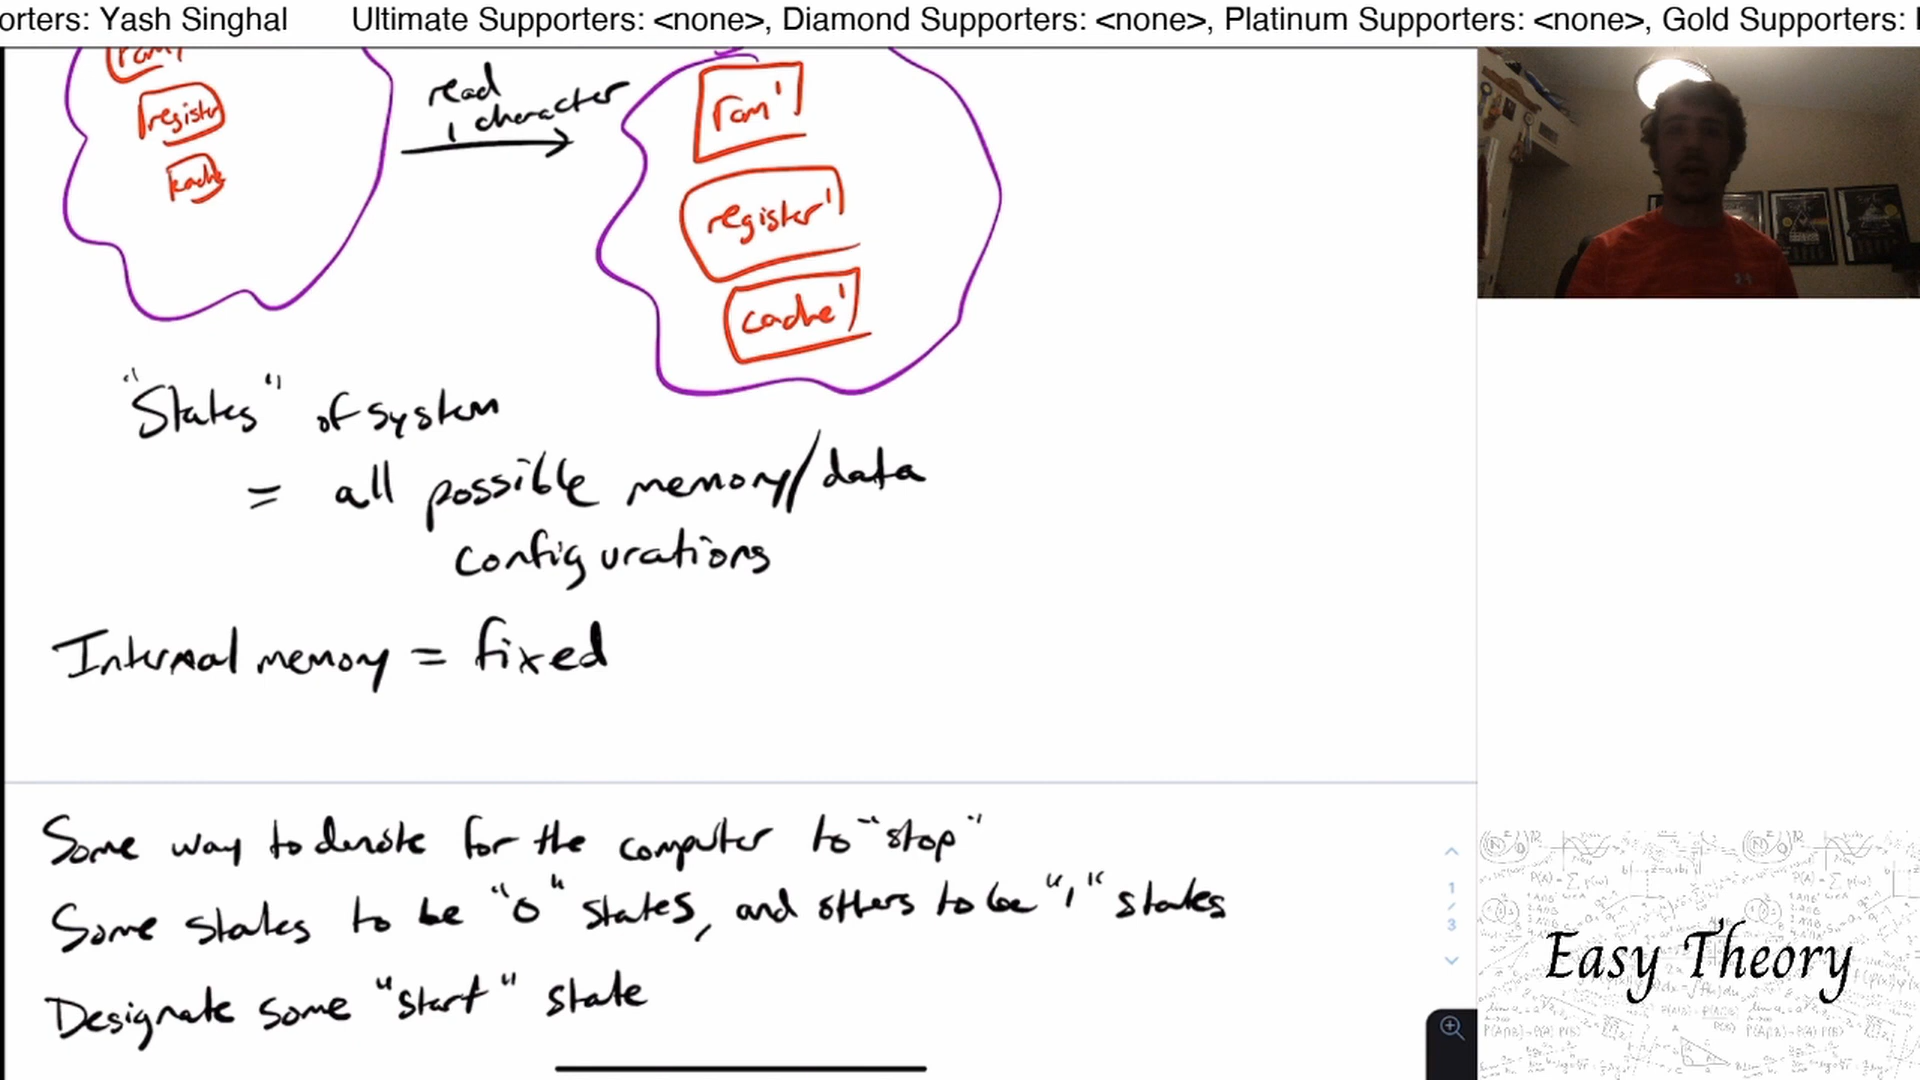 orters: Yash Singhal Ultimate Supporters: <none>, Diamond Supporters: <none>, Platinum Supporters: <none>, Gold Supporters:
ram
register
cache
read
1 character
ram'
register'
cache'
"States" of system
= all possible memory/data
configurations
Internal memory = fixed
Some way to denote for the computer to "stop"
Some states to be "0" states, and others to be "1" states
Designate some "start" state
1
3
Easy Theory